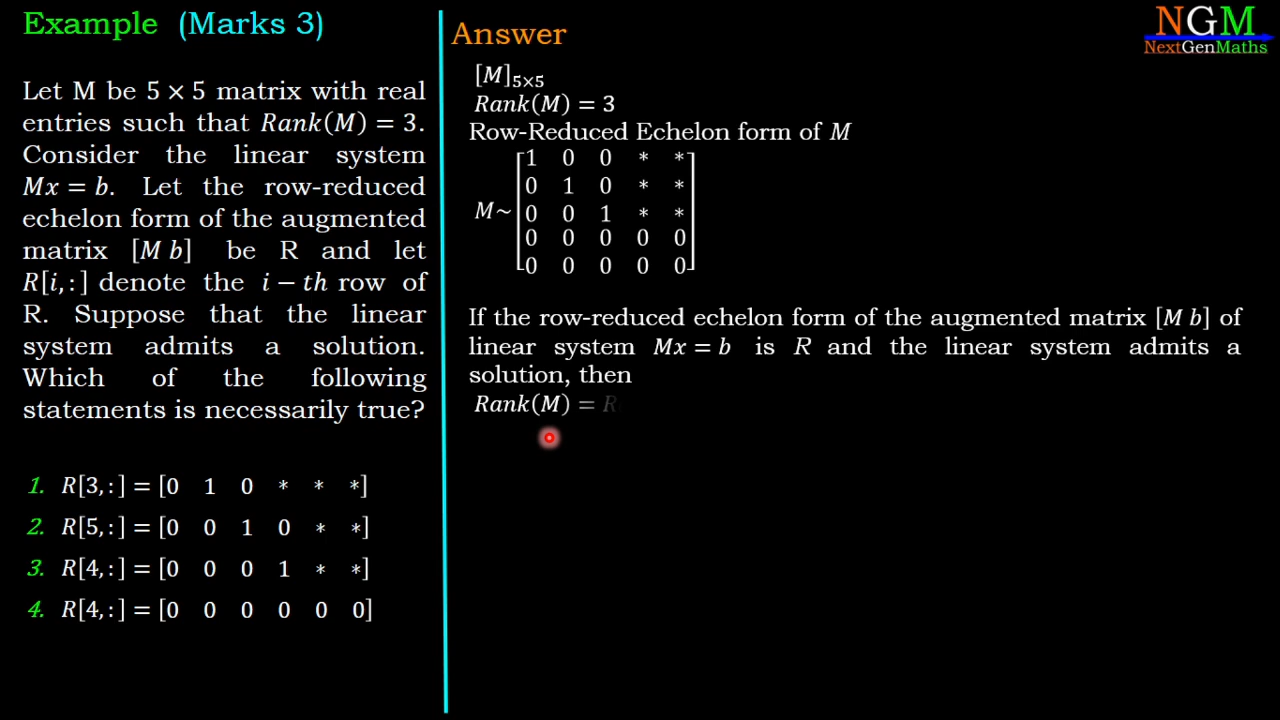 Example (Marks 3)
Let M be 5 × 5 matrix with real
entries such that Rank(M) = 3.
Consider the linear system
Mx = b. Let the row-reduced
echelon form of the augmented
matrix [M b] be R and let
R[i,:] denote the i − th row of
R. Suppose that the linear
system admits a solution.
Which of the following
statements is necessarily true?
1. R[3,:] = [0 1 0 * * *]
2. R[5,:] = [0 0 1 0 * *]
3. R[4,:] = [0 0 0 1 * *]
4. R[4,:] = [0 0 0 0 0 0]
Answer
[M]5×5
Rank(M) = 3
Row-Reduced Echelon form of M
1 0 0 * *
0 1 0 * *
M~ 0 0 1 * *
0 0 0 0 0
0 0 0 0 0
If the row-reduced echelon form of the augmented matrix [M b] of
linear system Mx = b is R and the linear system admits a
solution, then
Rank(M) = R
NGM
NextGenMaths